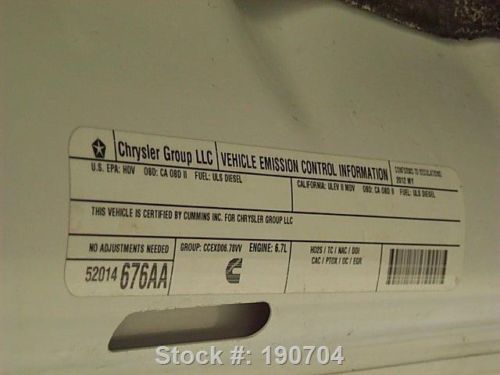 Chrysler Group LLC
VEHICLE EMISSION CONTROL INFORMATION
CONFORMS TO REGULATIONS:
2012 MY
U.S. EPA: HDV OBD: CA OBD II FUEL: ULS DIESEL
CALIFORNIA: ULEV II MDV OBD: CA OBD II FUEL: ULS DIESEL
THIS VEHICLE IS CERTIFIED BY CUMMINS INC. FOR CHRYSLER GROUP LLC
NO ADJUSTMENTS NEEDED
52014 676AA
GROUP: CCEXD06.78VV ENGINE: 6.7L
HO2S / TC / NAC / DDI
CAC / PTOX / OC / EGR
Stock #: 190704